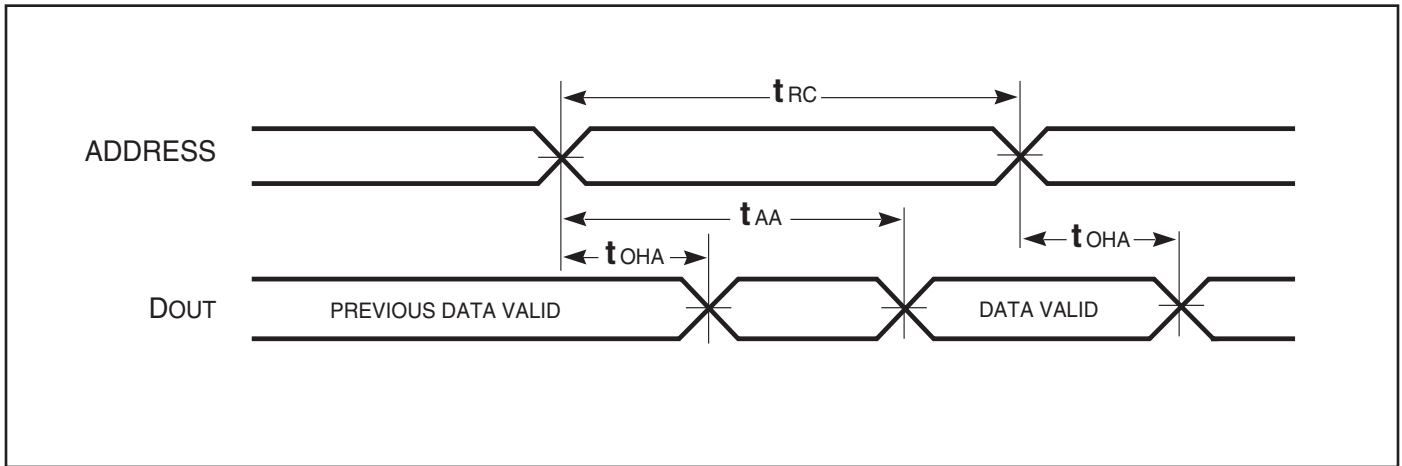 tRC
ADDRESS
tAA
tOHA
tOHA
DOUT
PREVIOUS DATA VALID
DATA VALID